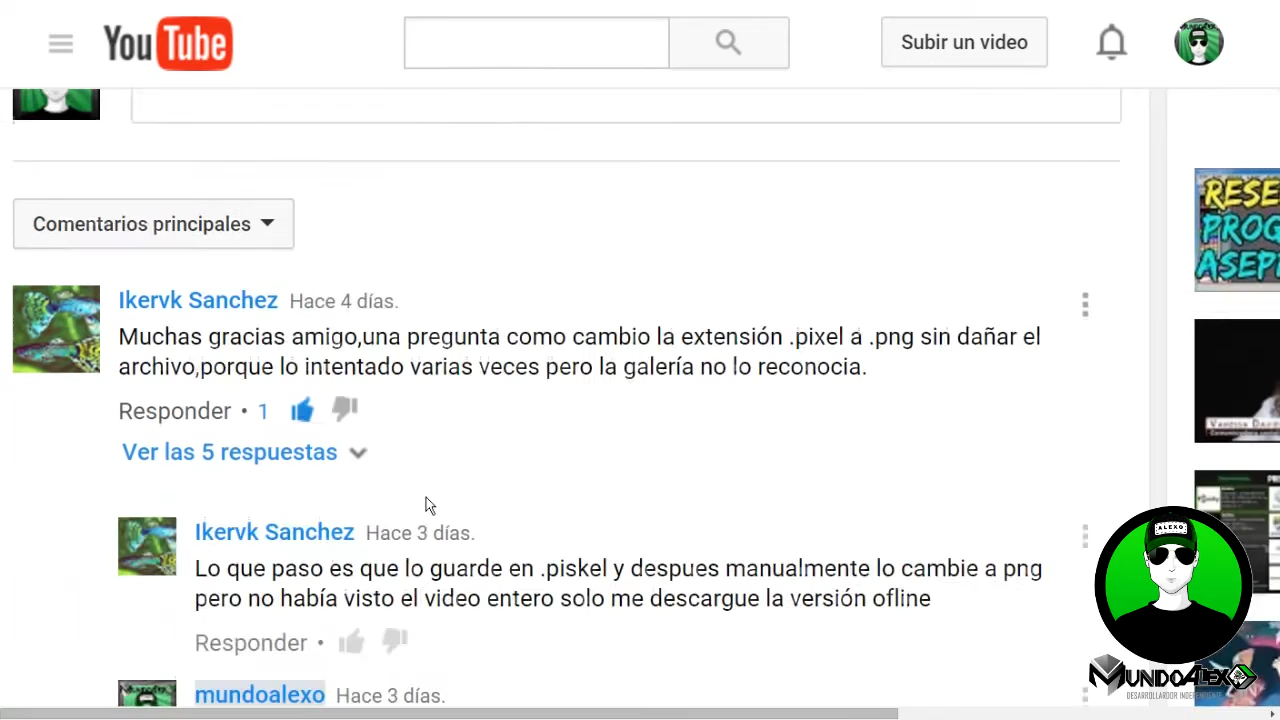 YouTube
Subir un video
Comentarios principales
Ikervk Sanchez Hace 4 días.
Muchas gracias amigo,una pregunta como cambio la extensión .pixel a .png sin dañar el
archivo,porque lo intentado varias veces pero la galería no lo reconocia.
Responder • 1
Ver las 5 respuestas
Ikervk Sanchez Hace 3 días.
Lo que paso es que lo guarde en .piskel y despues manualmente lo cambie a png
pero no había visto el video entero solo me descargue la versión ofline
Responder •
mundoalexo Hace 3 días.
RESE
PROG
ASEP
ALEXO
MUNDOALEXO
DESARROLLADOR INDEPENDIENTE